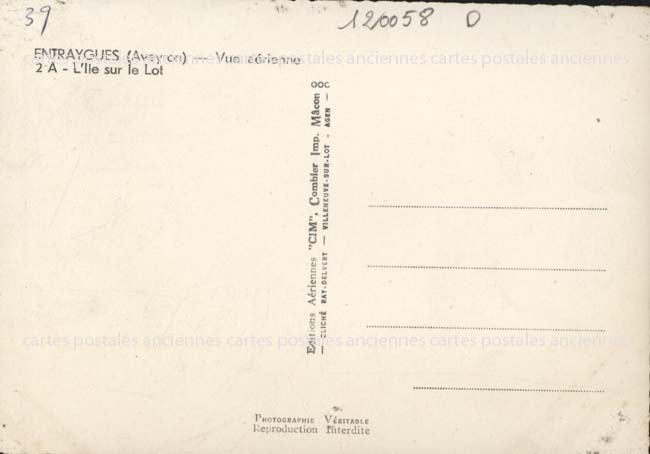 39
120058 D
ENTRAYGUES (Aveyron) — Vue aérienne
2 A - L'Ile sur le Lot
cartes postales anciennes cartes postales anciennes cartes postales anciennes
Editions Aériennes "CIM", Combier Imp. Mâcon OOC
— CLICHÉ RAY-DELVERT — VILLENEUVE-SUR-LOT - AGEN —
cartes postales anciennes cartes postales anciennes cartes postales anciennes
PHOTOGRAPHIE VÉRITABLE
Reproduction Interdite